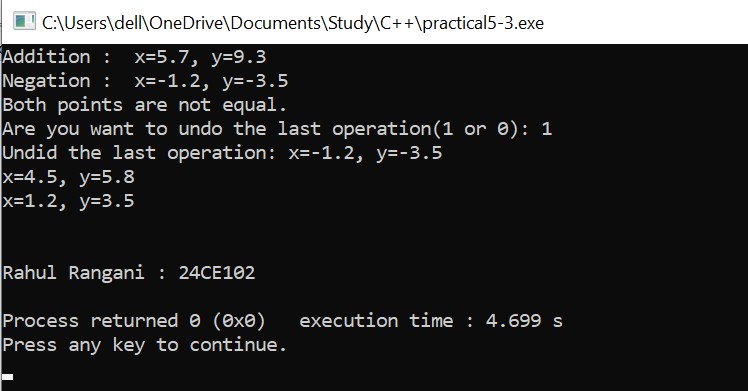 C:\Users\dell\OneDrive\Documents\Study\C++\practical5-3.exe
Addition :  x=5.7, y=9.3
Negation :  x=-1.2, y=-3.5
Both points are not equal.
Are you want to undo the last operation(1 or 0): 1
Undid the last operation: x=-1.2, y=-3.5
x=4.5, y=5.8
x=1.2, y=3.5
Rahul Rangani : 24CE102
Process returned 0 (0x0)   execution time : 4.699 s
Press any key to continue.